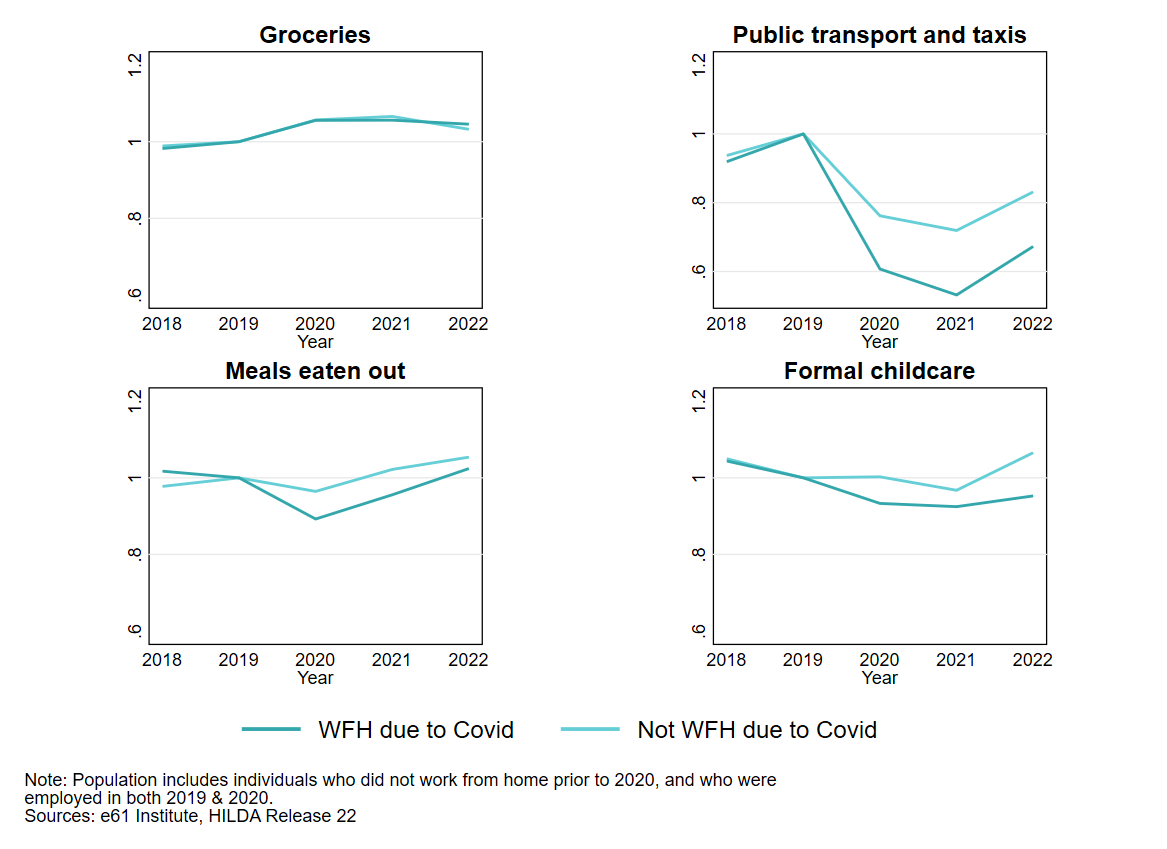 Groceries
1.2
1
.8
.6
2018 2019 2020 2021 2022
Year
Public transport and taxis
1.2
1
.8
.6
2018 2019 2020 2021 2022
Year
Meals eaten out
1.2
1
.8
.6
2018 2019 2020 2021 2022
Year
Formal childcare
1.2
1
.8
.6
2018 2019 2020 2021 2022
Year
WFH due to Covid Not WFH due to Covid
Note: Population includes individuals who did not work from home prior to 2020, and who were
employed in both 2019 & 2020.
Sources: e61 Institute, HILDA Release 22